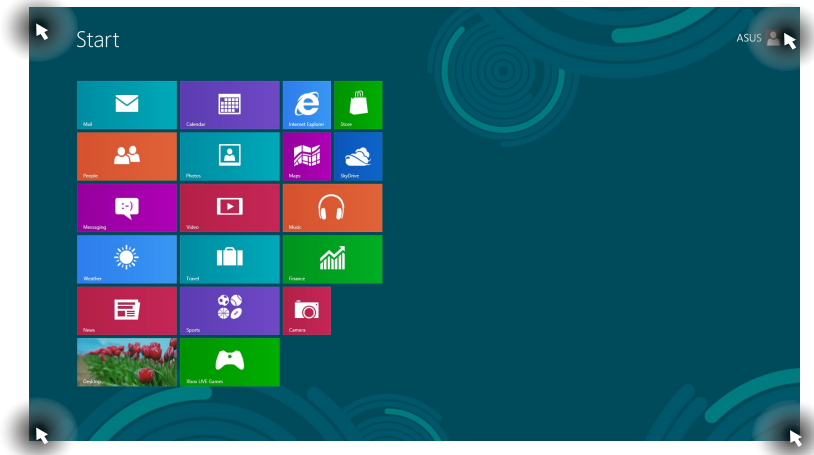 Start
ASUS
Mail
Calendar
Internet Explorer
Store
People
Photos
Maps
SkyDrive
Messaging
:-)
Video
Music
Weather
Travel
Finance
News
Sports
Camera
Desktop
Xbox LIVE Games